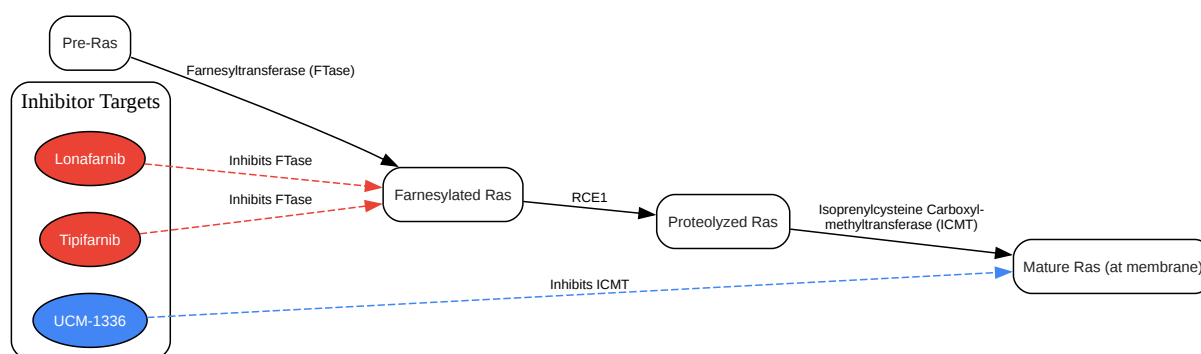 Pre-Ras
Farnesyltransferase (FTase)
Inhibitor Targets
Lonafarnib
Inhibits FTase
Tipifarnib
Inhibits FTase
UCM-1336
Inhibits ICMT
Farnesylated Ras
RCE1
Proteolyzed Ras
Isoprenylcysteine Carboxyl-
methyltransferase (ICMT)
Mature Ras (at membrane)